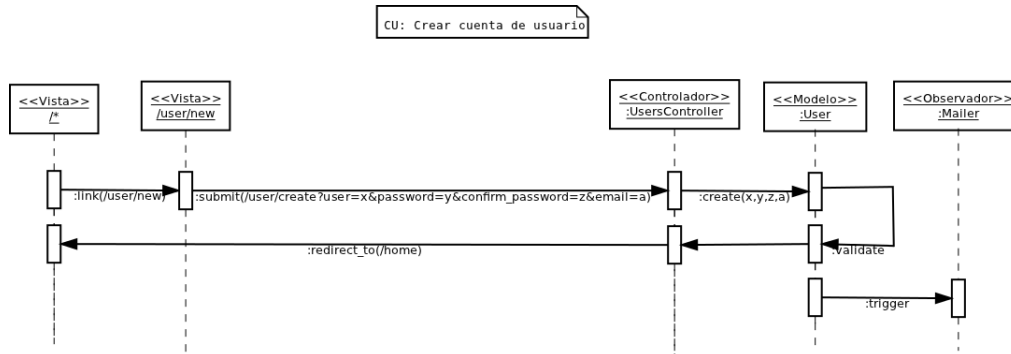 CU: Crear cuenta de usuario
<<Vista>>
/*
<<Vista>>
/user/new
<<Controlador>>
:UsersController
<<Modelo>>
:User
<<Observador>>
:Mailer
:link(/user/new)
:submit(/user/create?user=x&password=y&confirm_password=z&email=a)
:create(x,y,z,a)
:redirect_to(/home)
:validate
:trigger